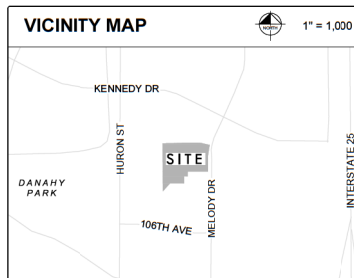 VICINITY MAP
NORTH
1" = 1,000
KENNEDY DR
HURON ST
SITE
INTERSTATE 25
DANAHY
PARK
MELODY DR
106TH AVE